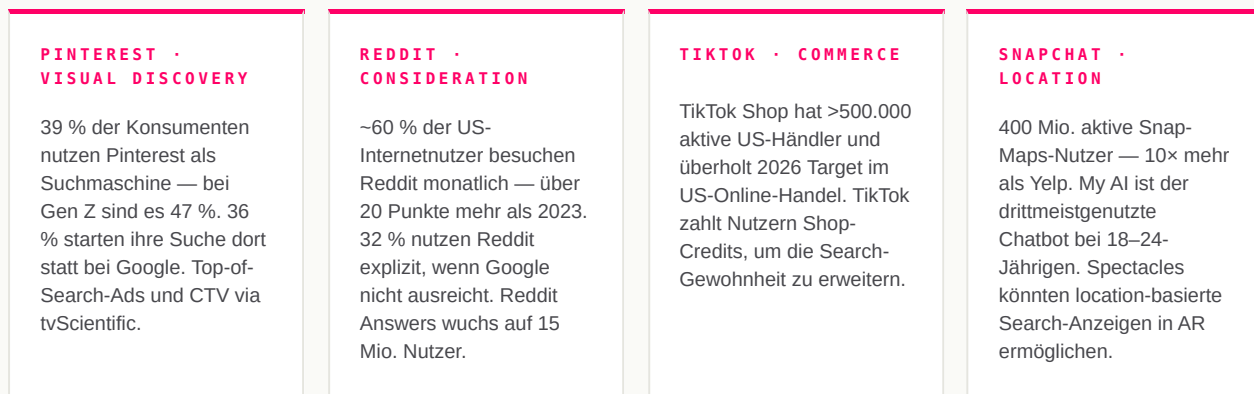 PINTEREST ·
VISUAL DISCOVERY
39 % der Konsumenten
nutzen Pinterest als
Suchmaschine — bei
Gen Z sind es 47 %. 36
% starten ihre Suche dort
statt bei Google. Top-of-
Search-Ads und CTV via
tvScientific.
REDDIT ·
CONSIDERATION
~60 % der US-
Internetnutzer besuchen
Reddit monatlich — über
20 Punkte mehr als 2023.
32 % nutzen Reddit
explizit, wenn Google
nicht ausreicht. Reddit
Answers wuchs auf 15
Mio. Nutzer.
TIKTOK · COMMERCE
TikTok Shop hat >500.000
aktive US-Händler und
überholt 2026 Target im
US-Online-Handel. TikTok
zahlt Nutzern Shop-
Credits, um die Search-
Gewohnheit zu erweitern.
SNAPCHAT ·
LOCATION
400 Mio. aktive Snap-
Maps-Nutzer — 10× mehr
als Yelp. My AI ist der
drittmeistgenutzte
Chatbot bei 18–24-
Jährigen. Spectacles
könnten location-basierte
Search-Anzeigen in AR
ermöglichen.